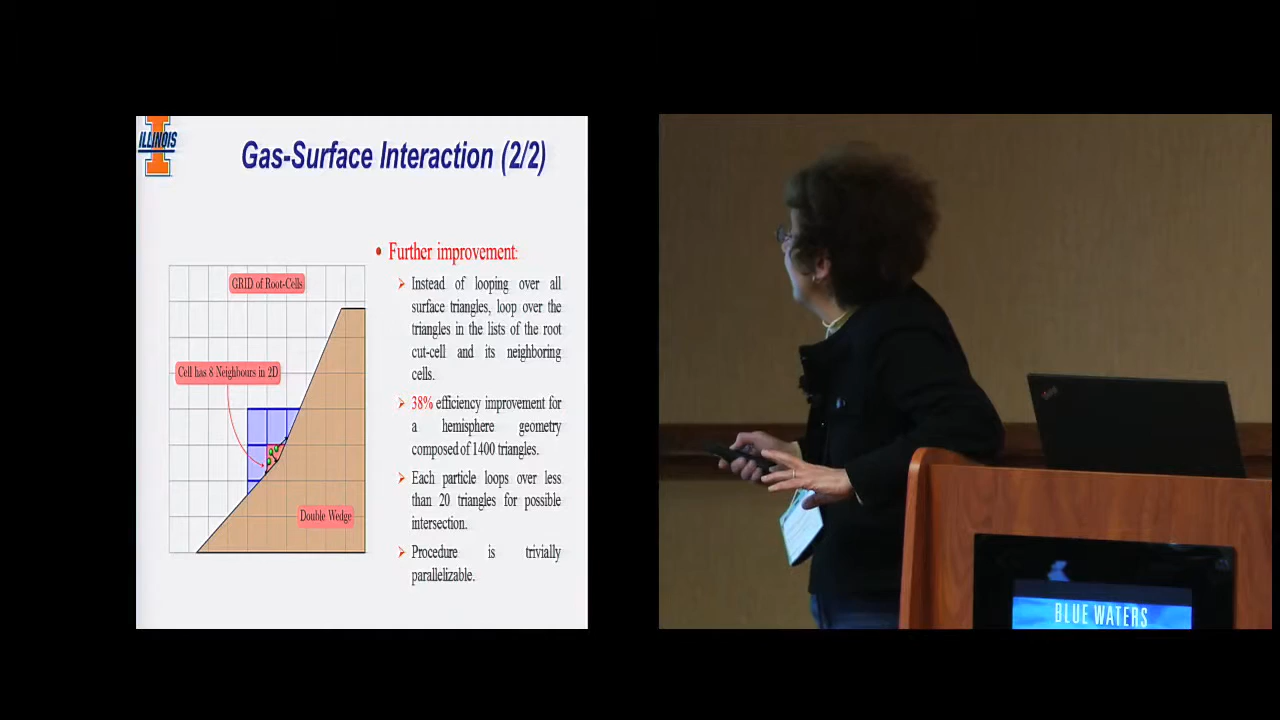 ILLINOIS
Gas-Surface Interaction (2/2)
GRID of Root-Cells
Cell has 8 Neighbours in 2D
Double Wedge
Further improvement:
Instead of looping over all
surface triangles, loop over the
triangles in the lists of the root
cut-cell and its neighboring
cells.
38% efficiency improvement for
a hemisphere geometry
composed of 1400 triangles.
Each particle loops over less
than 20 triangles for possible
intersection.
Procedure is trivially
parallelizable.
BLUE WATERS